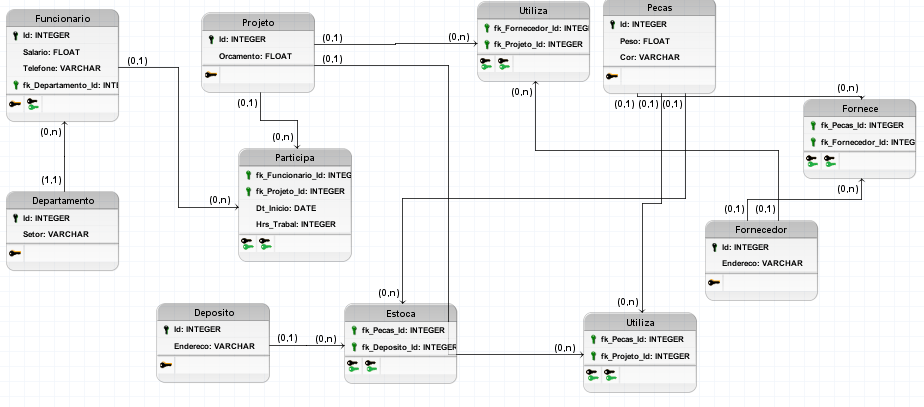 Funcionario
Id: INTEGER
Salario: FLOAT
Telefone: VARCHAR
fk_Departamento_Id: INTI
(0,1)
(0,n)
(1,1)
Departamento
Id: INTEGER
Setor: VARCHAR
Projeto
Id: INTEGER
Orcamento: FLOAT
(0,1)
(0,n)
(0,1)
(0,1)
(0,n)
Participa
fk_Funcionario_Id: INTEG
fk_Projeto_Id: INTEGER
Dt_Inicio: DATE
Hrs_Trabal: INTEGER
(0,n)
Utiliza
fk_Fornecedor_Id: INTEG
fk_Projeto_Id: INTEGER
(0,n)
Pecas
Id: INTEGER
Peso: FLOAT
Cor: VARCHAR
(0,1)
(0,1)
(0,1)
(0,n)
Fornece
fk_Pecas_Id: INTEGER
fk_Fornecedor_Id: INTEG
(0,n)
(0,1)
(0,1)
Fornecedor
Id: INTEGER
Endereco: VARCHAR
Deposito
Id: INTEGER
Endereco: VARCHAR
(0,1)
(0,n)
(0,n)
Estoca
fk_Pecas_Id: INTEGER
fk_Deposito_Id: INTEGER
(0,n)
(0,n)
Utiliza
fk_Pecas_Id: INTEGER
fk_Projeto_Id: INTEGER